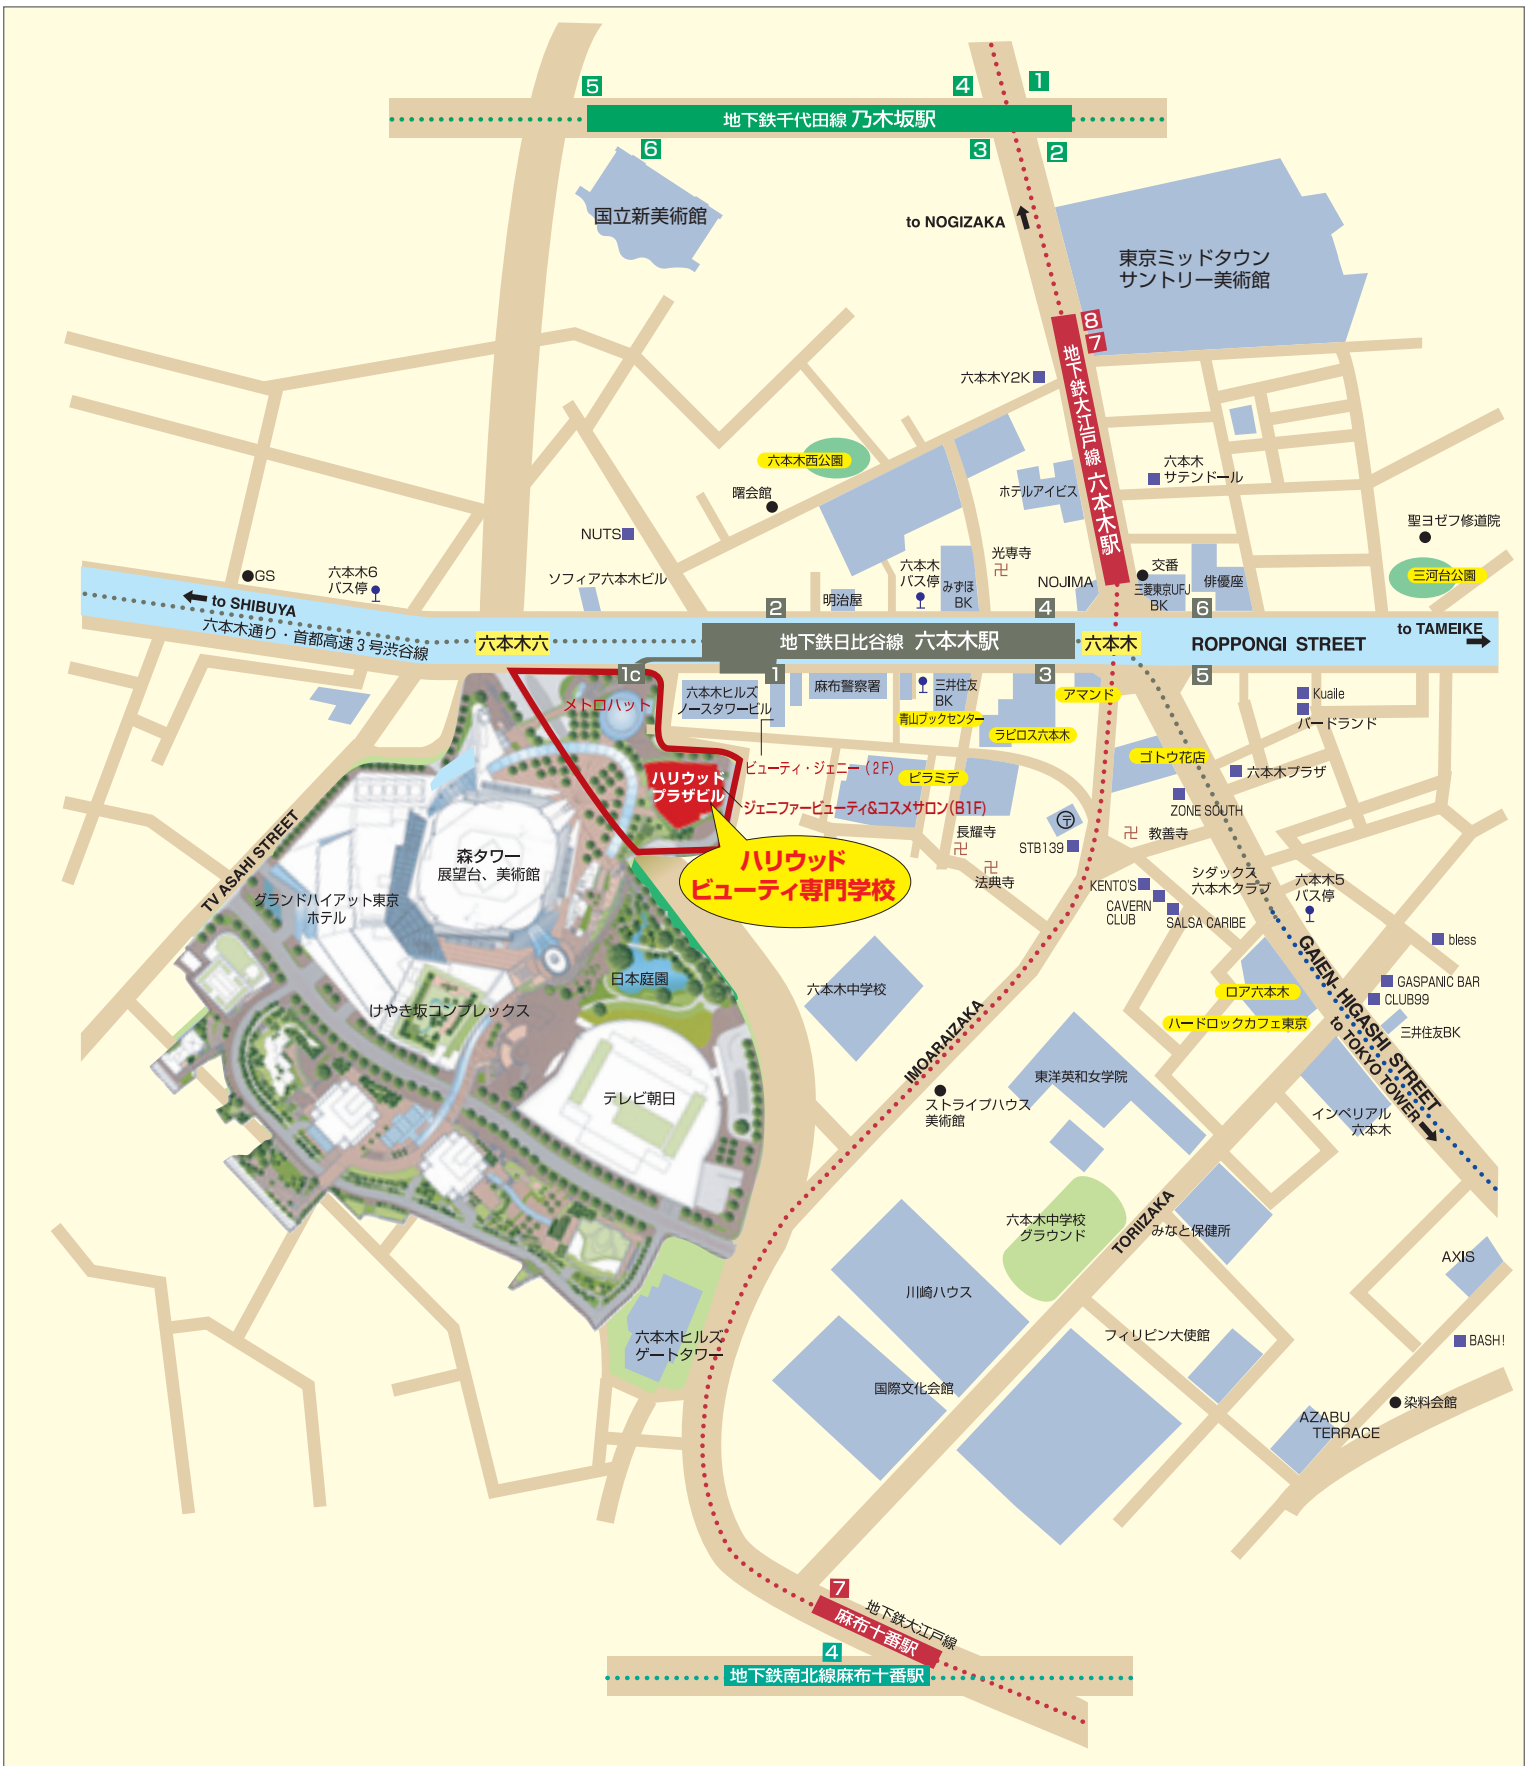 5
4
1
地下鉄千代田線 乃木坂駅
6
3
2
国立新美術館
to NOGIZAKA
東京ミッドタウン
サントリー美術館
8
7
地下鉄大江戸線 六本木駅
六本木Y2K
六本木西公園
曙会館
ホテルアイビス
六本木
サテンドール
聖ヨゼフ修道院
三河台公園
NUTS
ソフィア六本木ビル
GS
六本木6
バス停
明治屋
六本木
バス停
みずほ
BK
光専寺
卍
NOJIMA
交番
三菱東京UFJ
BK
俳優座
to SHIBUYA
六本木通り・首都高速3号渋谷線
六本木六
2
4
6
地下鉄日比谷線 六本木駅
六本木
ROPPONGI STREET
to TAMEIKE
1c
1
3
5
メトロハット
六本木ヒルズ
ノースタワービル
麻布警察署
三井住友
BK
青山ブックセンター
アマンド
ラピロス六本木
Kuaile
バードランド
ゴトウ花店
六本木プラザ
ZONE SOUTH
ハリウッド
プラザビル
ビューティ・ジェニー(2F)
ジェニファービューティ&コスメサロン(B1F)
ピラミデ
長耀寺
卍
卍
法典寺
〒
STB139
卍 教善寺
ハリウッド
ビューティ専門学校
TV ASAHI STREET
森タワー
展望台、美術館
グランドハイアット東京
ホテル
KENTO'S
CAVERN
CLUB
SALSA CARIBE
シダックス
六本木クラブ
六本木5
バス停
bless
GASPANIC BAR
CLUB99
三井住友BK
日本庭園
けやき坂コンプレックス
六本木中学校
ロア六本木
ハードロックカフェ東京
GAIEN-HIGASHI STREET
to TOKYO TOWER
IMOARAIZAKA
テレビ朝日
ストライプハウス
美術館
東洋英和女学院
インペリアル
六本木
六本木中学校
グラウンド
TORIIZAKA
みなと保健所
AXIS
川崎ハウス
六本木ヒルズ
ゲートタワー
フィリピン大使館
BASH!
国際文化会館
染料会館
AZABU
TERRACE
7
地下鉄大江戸線
麻布十番駅
4
地下鉄南北線麻布十番駅